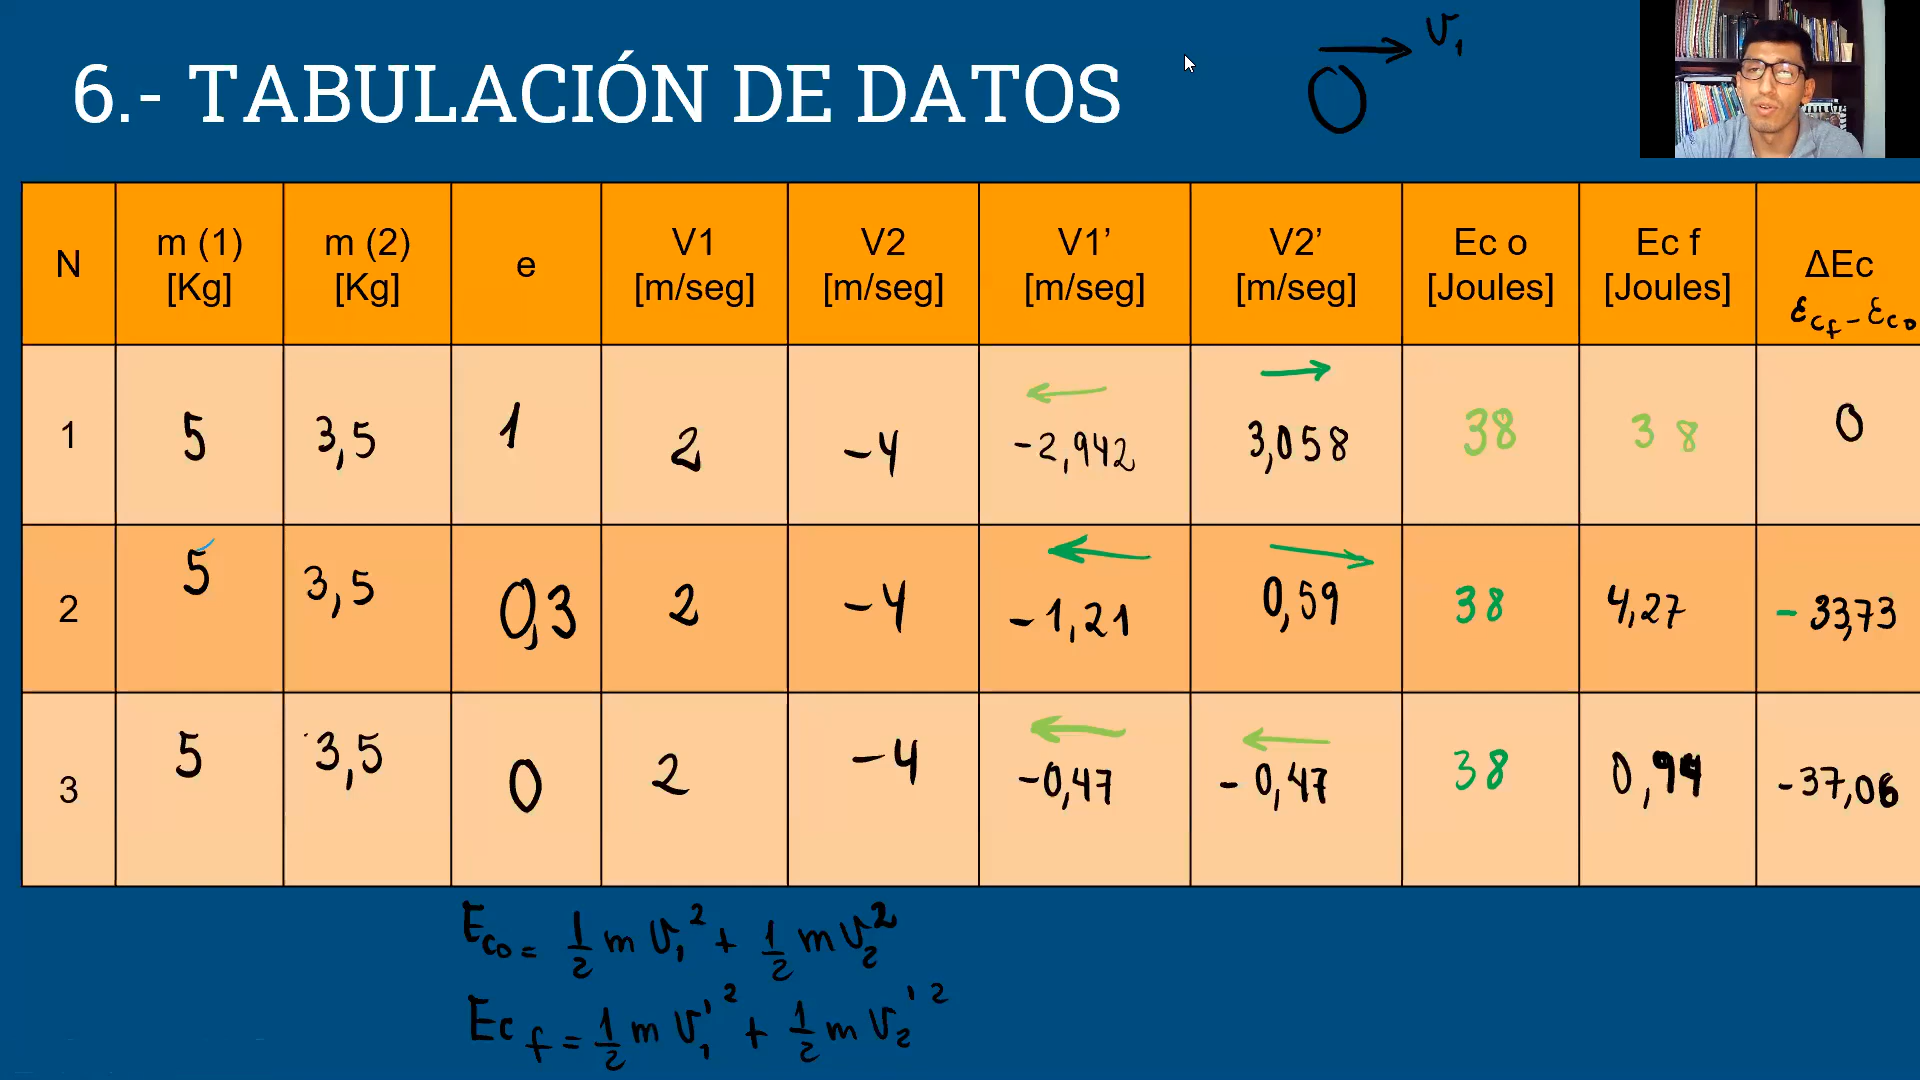 6.- TABULACIÓN DE DATOS
V₁
N m (1) [Kg] m (2) [Kg] e V1 [m/seg] V2 [m/seg] V1’ [m/seg] V2’ [m/seg] Ec o [Joules] Ec f [Joules] ΔEc Ecf - Eco
1 5 3,5 1 2 -4 -2,942 3,058 38 38 0
2 5 3,5 0,3 2 -4 -1,21 0,59 38 4,27 -33,73
3 5 3,5 0 2 -4 -0,47 -0,47 38 0,94 -37,06
Eco = 1/2 m V₁² + 1/2 m V₂²
Ec f = 1/2 m V₁'² + 1/2 m V₂'²